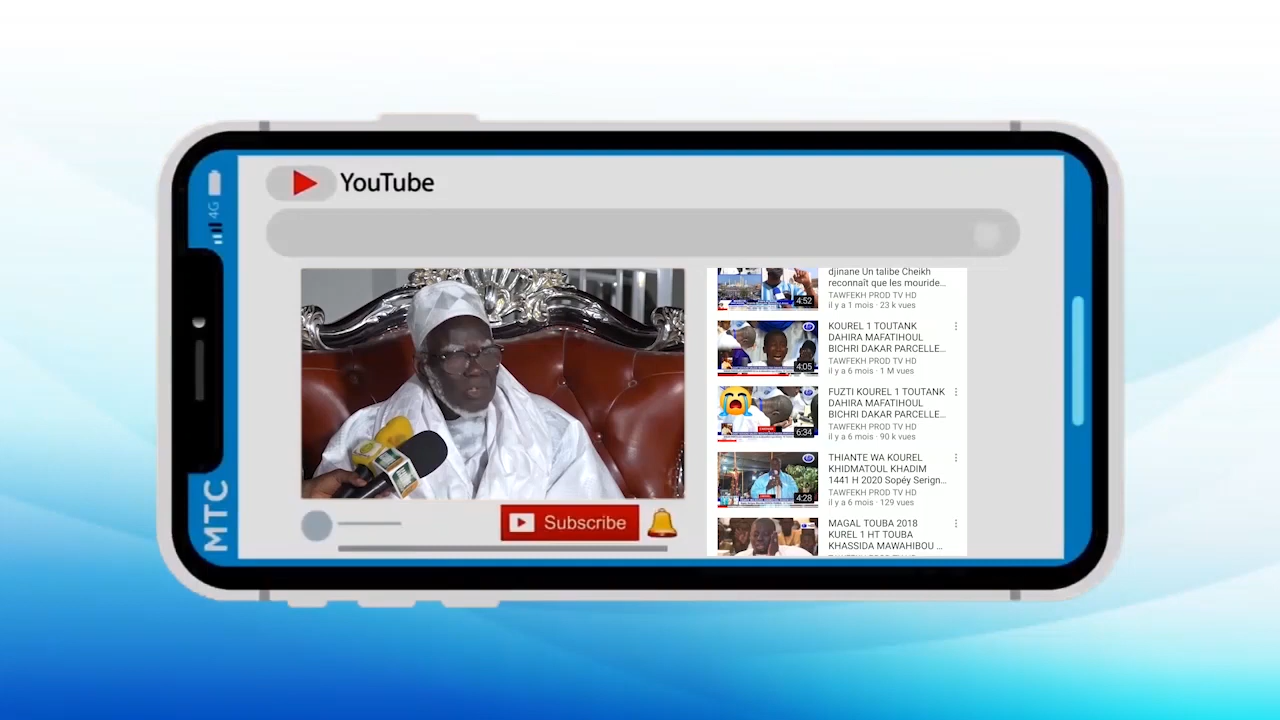 YouTube
4G
MTC
Subscribe
djinane Un talibe Cheikh
reconnaît que les mouride...
TAWFEKH PROD TV HD
il y a 1 mois · 23 k vues
4:52
KOUREL 1 TOUTANK
DAHIRA MAFATIHOUL
BICHRI DAKAR PARCELLE...
TAWFEKH PROD TV HD
il y a 6 mois · 1 M vues
4:05
FUZTI KOUREL 1 TOUTANK
DAHIRA MAFATIHOUL
BICHRI DAKAR PARCELLE...
TAWFEKH PROD TV HD
il y a 6 mois · 90 k vues
6:34
THIANTE WA KOUREL
KHIDMATOUL KHADIM
1441 H 2020 Sopéy Serign...
TAWFEKH PROD TV HD
il y a 6 mois · 129 vues
4:28
MAGAL TOUBA 2018
KUREL 1 HT TOUBA
KHASSIDA MAWAHIBOU ...